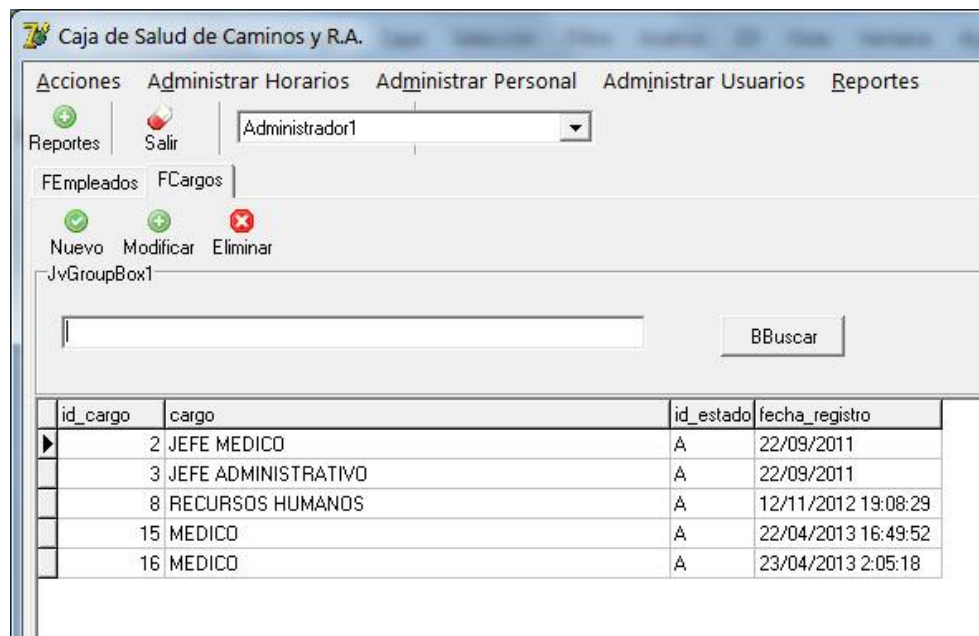 Caja de Salud de Caminos y R.A.
Acciones Administrar Horarios Administrar Personal Administrar Usuarios Reportes
Reportes Salir Administrador1
FEmpleados FCargos
Nuevo Modificar Eliminar
JvGroupBox1
BBuscar
id_cargo cargo id_estado fecha_registro
2 JEFE MEDICO A 22/09/2011
3 JEFE ADMINISTRATIVO A 22/09/2011
8 RECURSOS HUMANOS A 12/11/2012 19:08:29
15 MEDICO A 22/04/2013 16:49:52
16 MEDICO A 23/04/2013 2:05:18